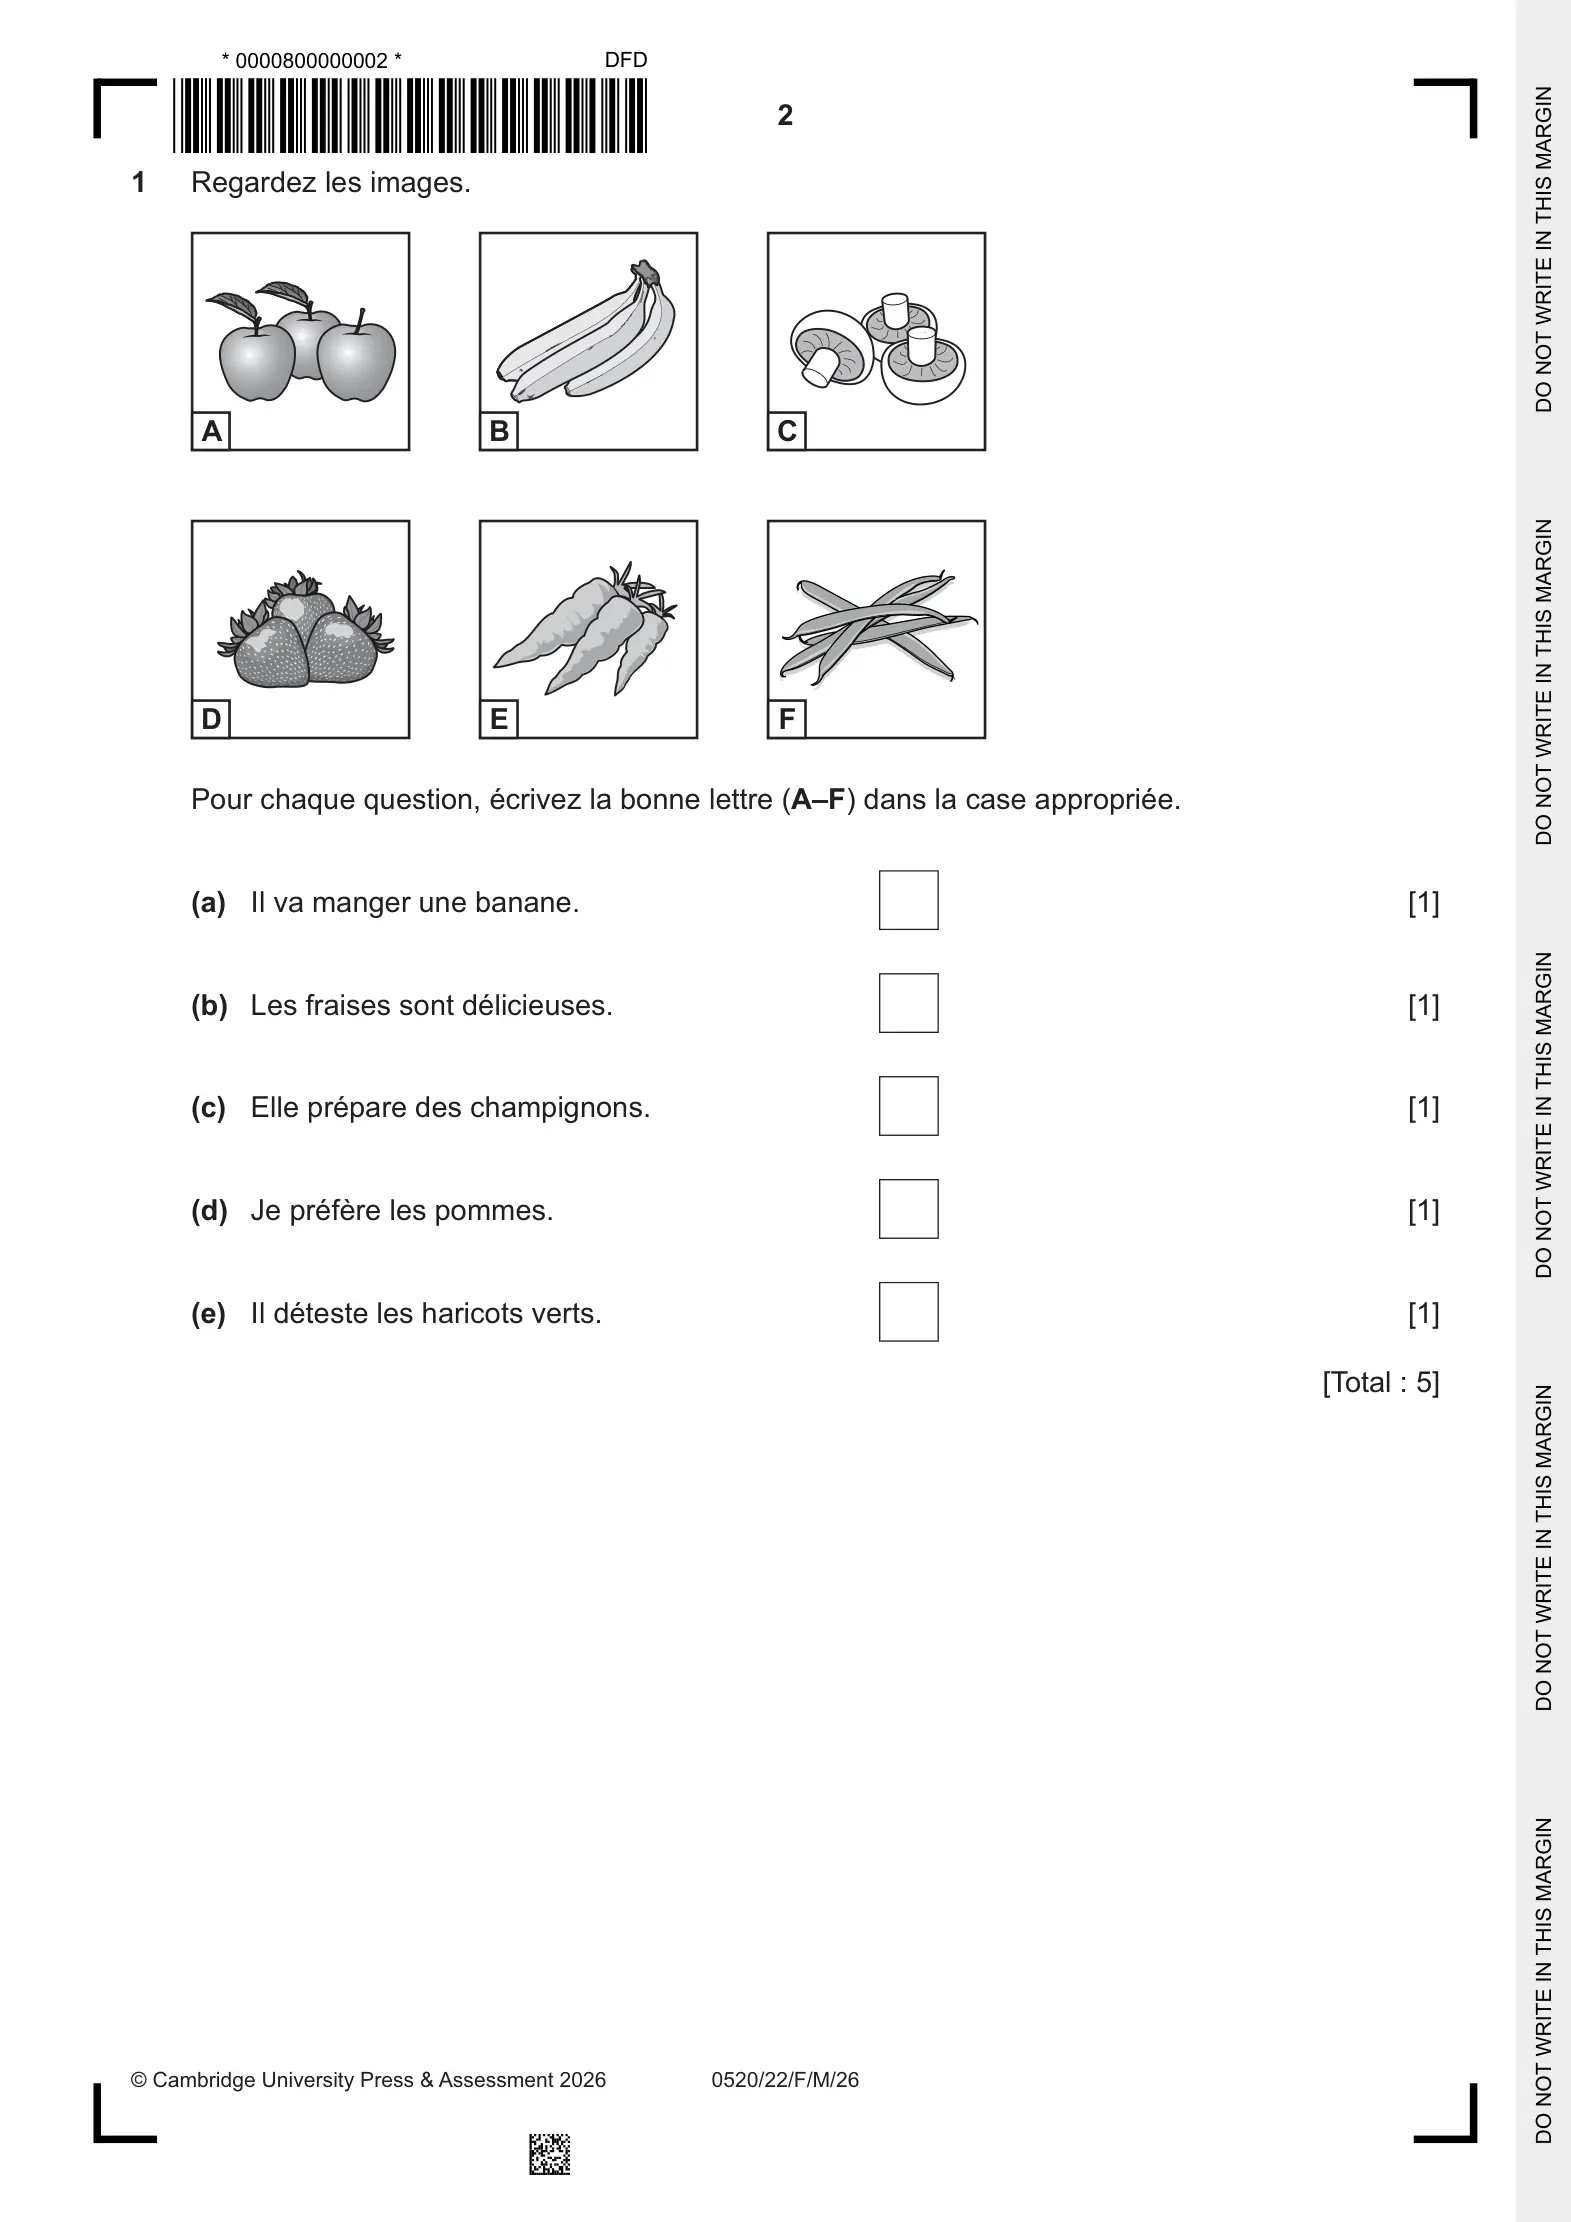 * 0000800000002 *
DFD
2
1 Regardez les images.
A
B
C
D
E
F
Pour chaque question, écrivez la bonne lettre (A–F) dans la case appropriée.
(a) Il va manger une banane. [1]
(b) Les fraises sont délicieuses. [1]
(c) Elle prépare des champignons. [1]
(d) Je préfère les pommes. [1]
(e) Il déteste les haricots verts. [1]
[Total : 5]
© Cambridge University Press & Assessment 2026 0520/22/F/M/26
DO NOT WRITE IN THIS MARGIN
DO NOT WRITE IN THIS MARGIN
DO NOT WRITE IN THIS MARGIN
DO NOT WRITE IN THIS MARGIN
DO NOT WRITE IN THIS MARGIN